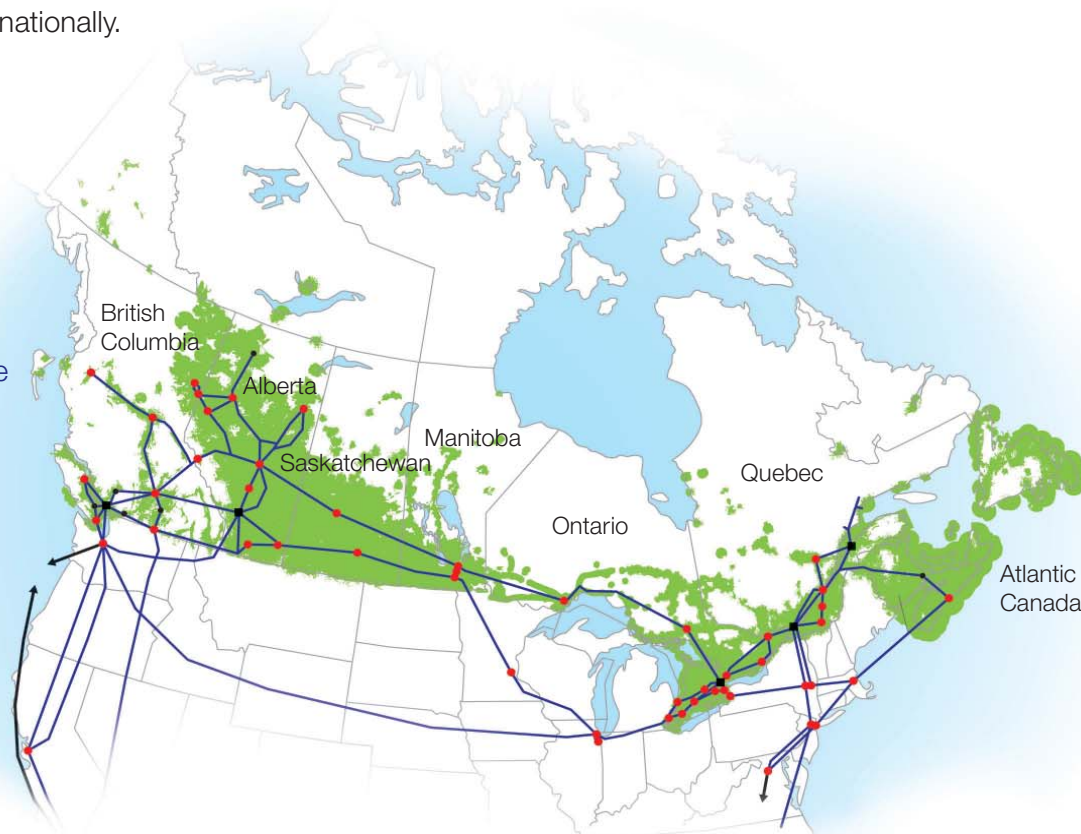 nationally.
British
Columbia
e
Alberta
Manitoba
Saskatchewan
Quebec
Ontario
Atlantic
Canada